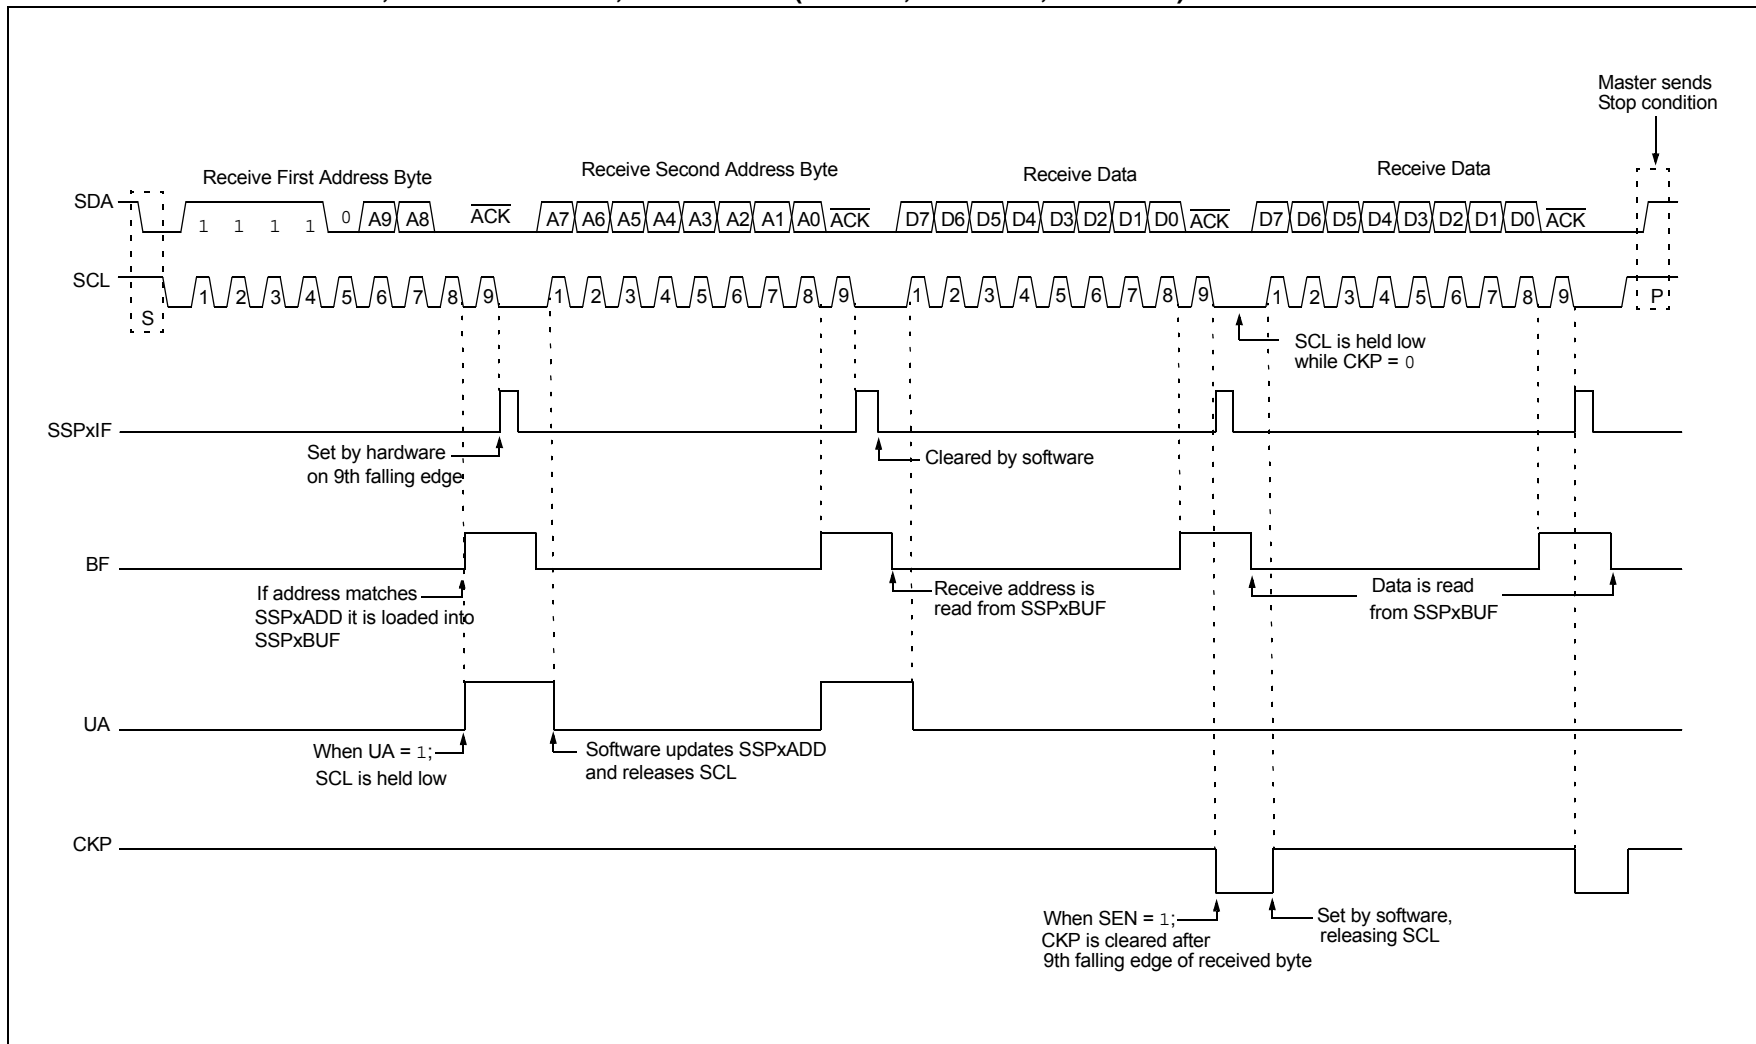 Master sends
Stop condition
Receive First Address Byte
Receive Second Address Byte
Receive Data
Receive Data
SDA
1 1 1 1 0 A9 A8 ACK A7 A6 A5 A4 A3 A2 A1 A0 ACK D7 D6 D5 D4 D3 D2 D1 D0 ACK D7 D6 D5 D4 D3 D2 D1 D0 ACK
SCL
S 1 2 3 4 5 6 7 8 9 1 2 3 4 5 6 7 8 9 1 2 3 4 5 6 7 8 9 1 2 3 4 5 6 7 8 9 P
SCL is held low
while CKP = 0
SSPxIF
Set by hardware
on 9th falling edge
Cleared by software
BF
If address matches
SSPxADD it is loaded into
SSPxBUF
Receive address is
read from SSPxBUF
Data is read
from SSPxBUF
UA
When UA = 1;
SCL is held low
Software updates SSPxADD
and releases SCL
CKP
When SEN = 1;
CKP is cleared after
9th falling edge of received byte
Set by software,
releasing SCL